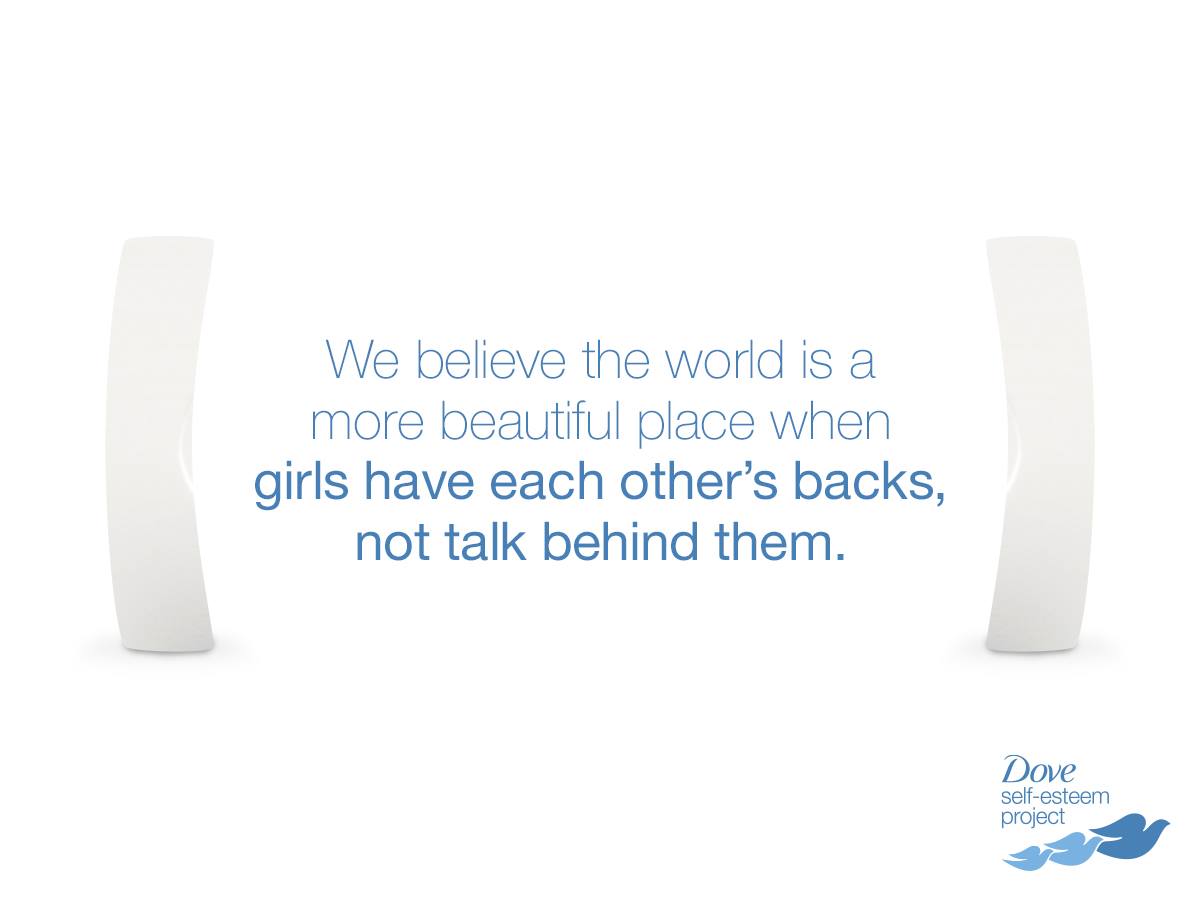 We believe the world is a
more beautiful place when
girls have each other’s backs,
not talk behind them.
Dove
self-esteem
project